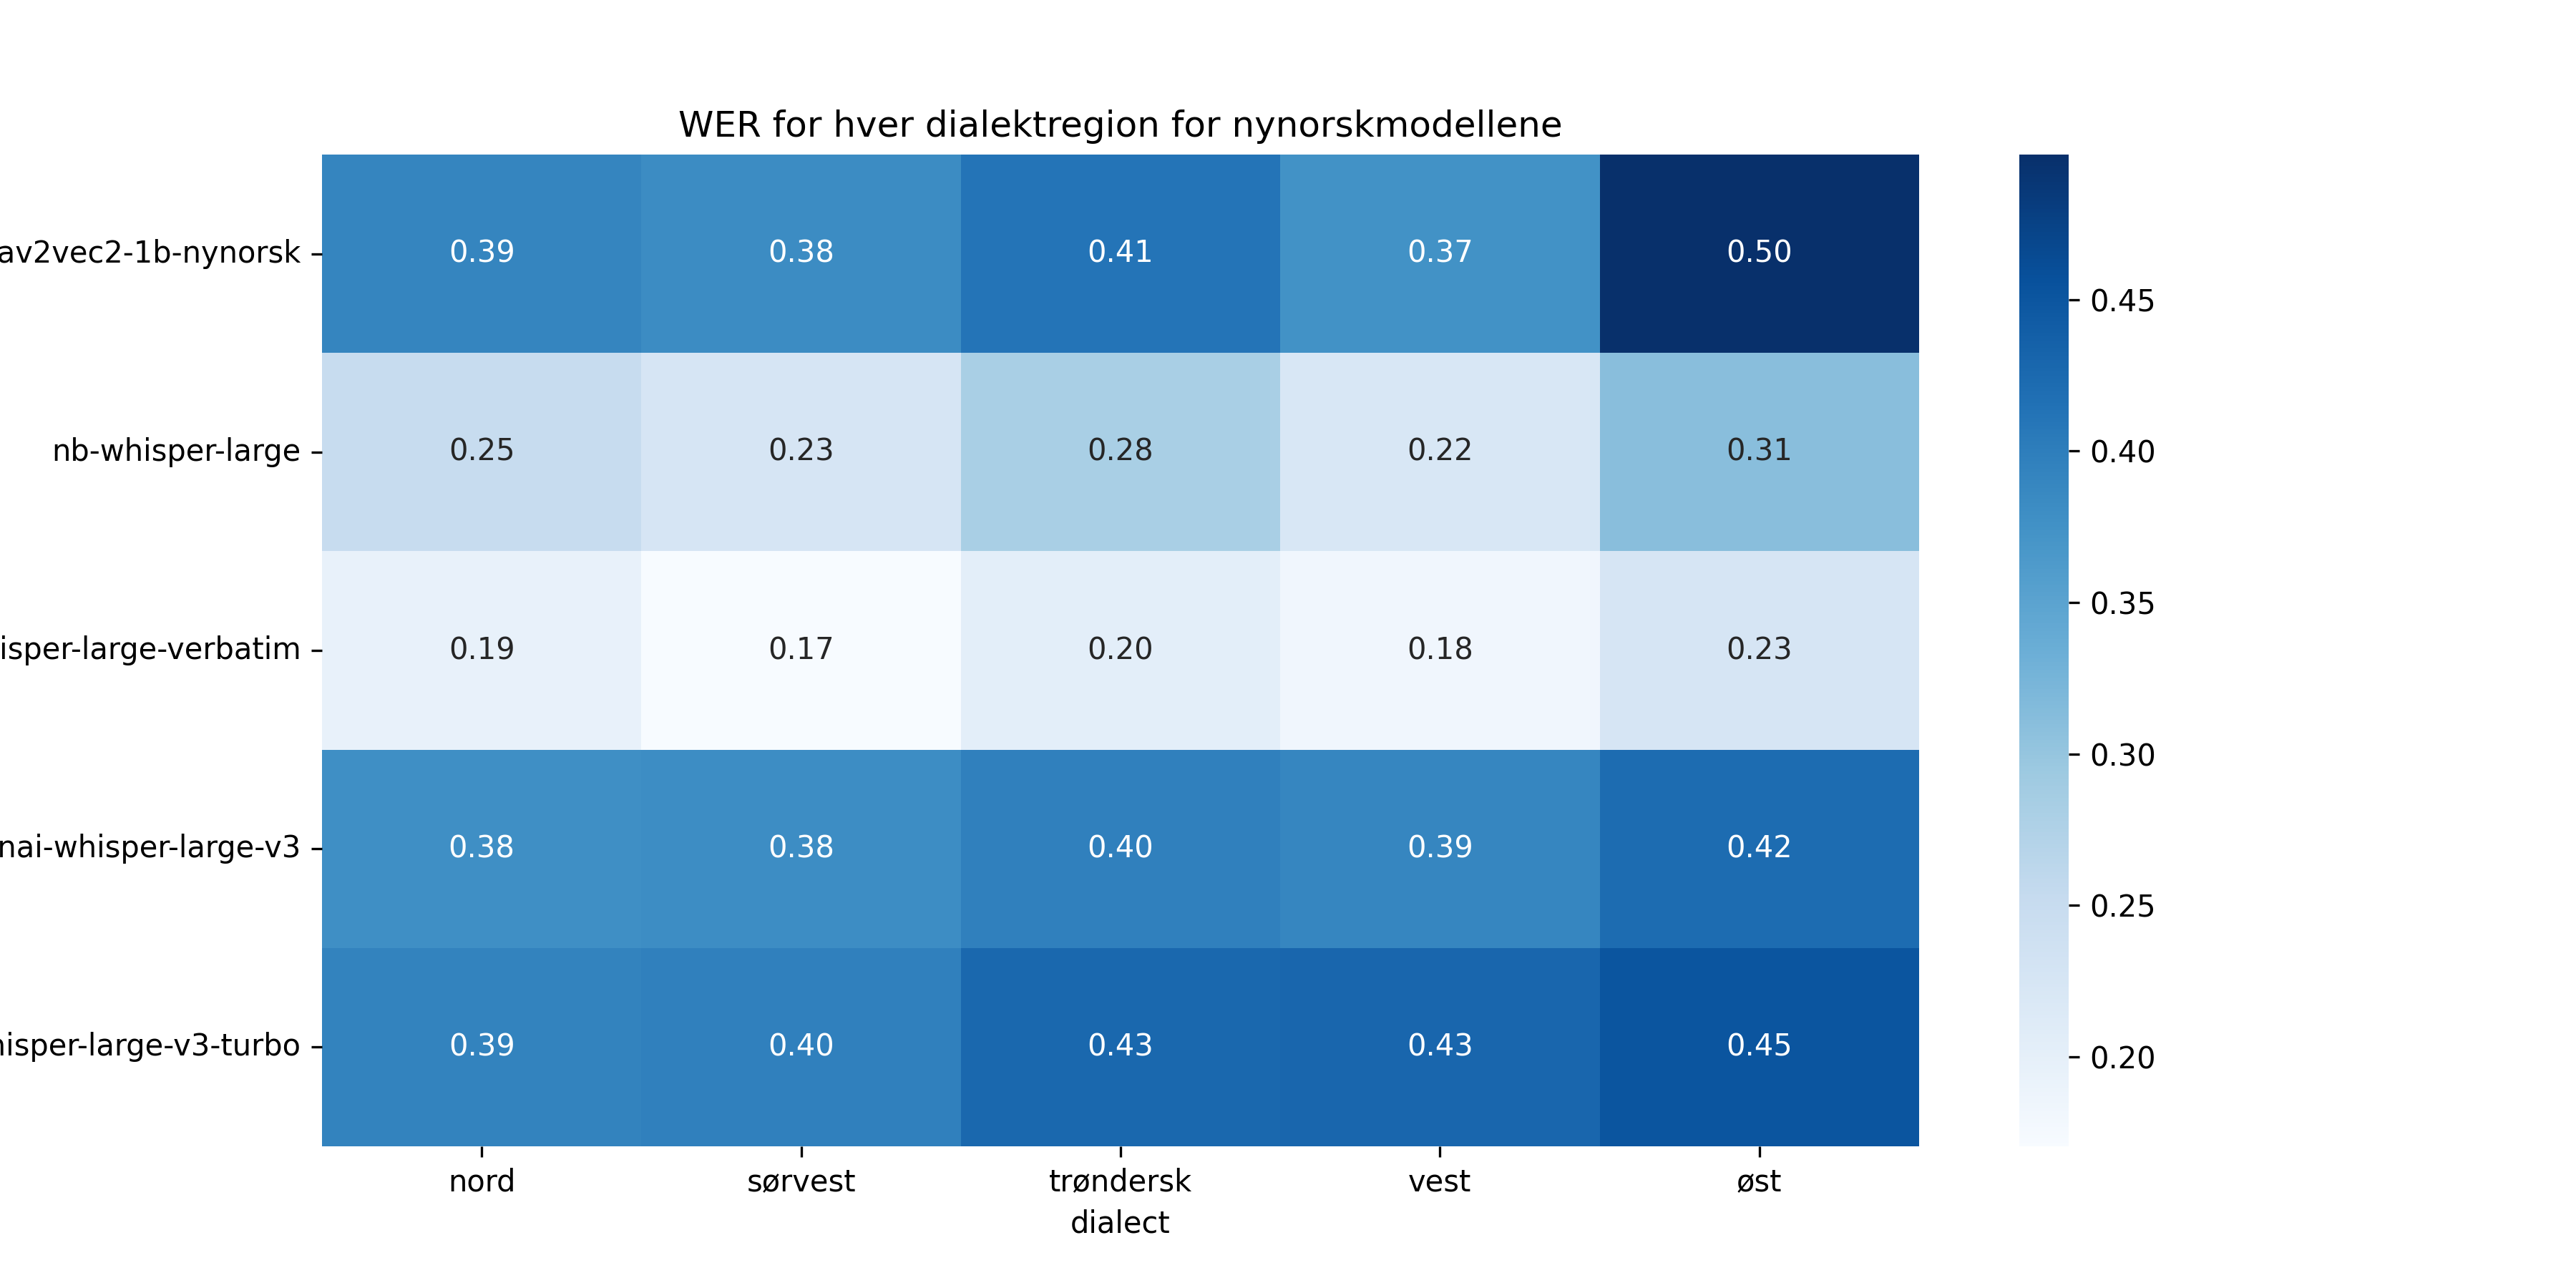 WER for hver dialektregion for nynorskmodellene
av2vec2-1b-nynorsk 0.39 0.38 0.41 0.37 0.50
nb-whisper-large 0.25 0.23 0.28 0.22 0.31
isper-large-verbatim 0.19 0.17 0.20 0.18 0.23
nai-whisper-large-v3 0.38 0.38 0.40 0.39 0.42
hisper-large-v3-turbo 0.39 0.40 0.43 0.43 0.45
nord sørvest trøndersk vest øst
dialect
0.45
0.40
0.35
0.30
0.25
0.20